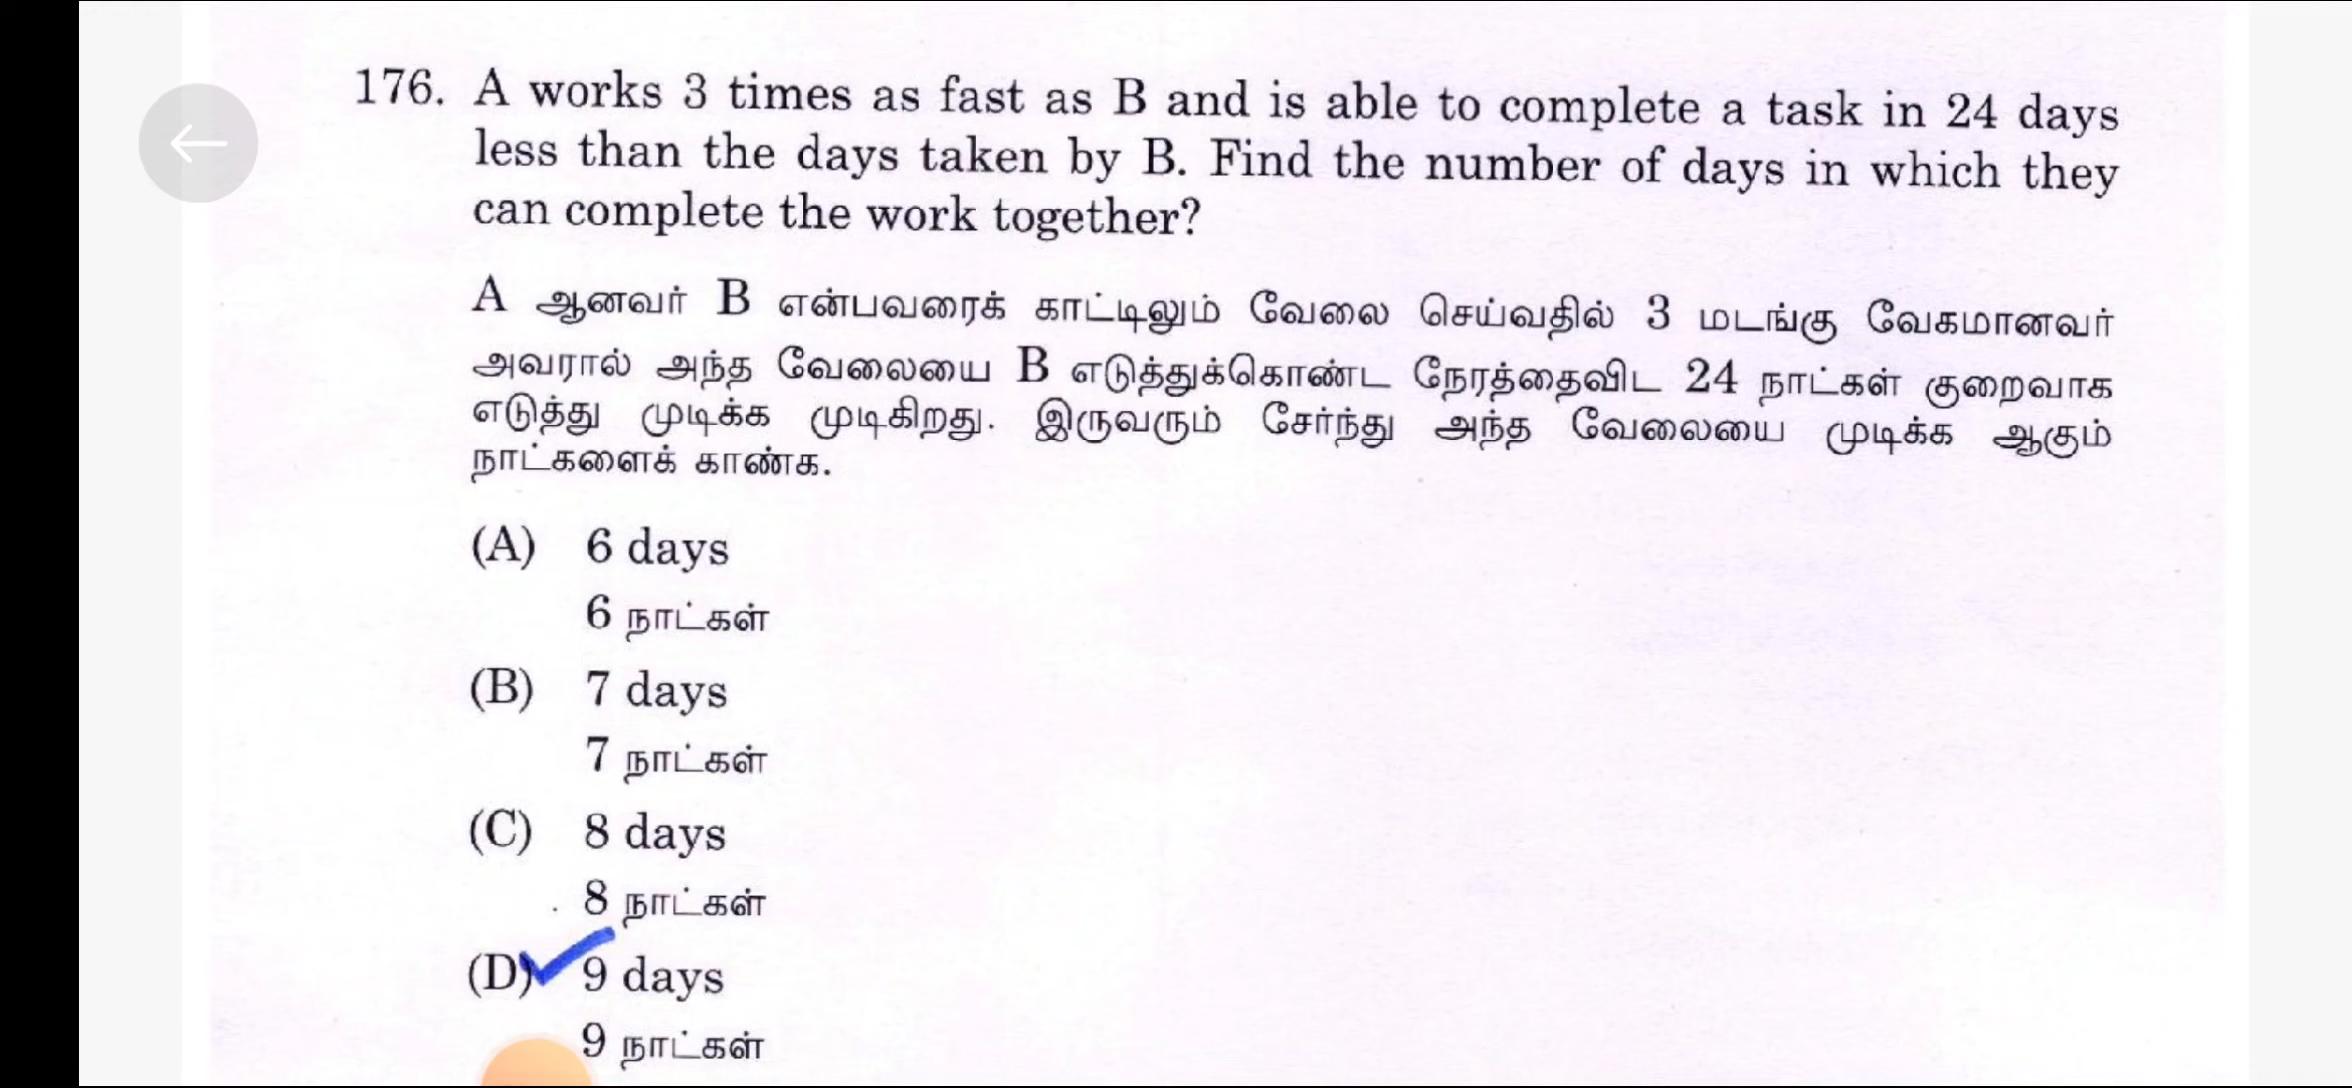 176. A works 3 times as fast as B and is able to complete a task in 24 days
less than the days taken by B. Find the number of days in which they
can complete the work together?
A ஆனவர் B என்பவரைக் காட்டிலும் வேலை செய்வதில் 3 மடங்கு வேகமானவர்
அவரால் அந்த வேலையை B எடுத்துக்கொண்ட நேரத்தைவிட 24 நாட்கள் குறைவாக
எடுத்து முடிக்க முடிகிறது. இருவரும் சேர்ந்து அந்த வேலையை முடிக்க ஆகும்
நாட்களைக் காண்க.
(A) 6 days
6 நாட்கள்
(B) 7 days
7 நாட்கள்
(C) 8 days
8 நாட்கள்
(D) 9 days
9 நாட்கள்